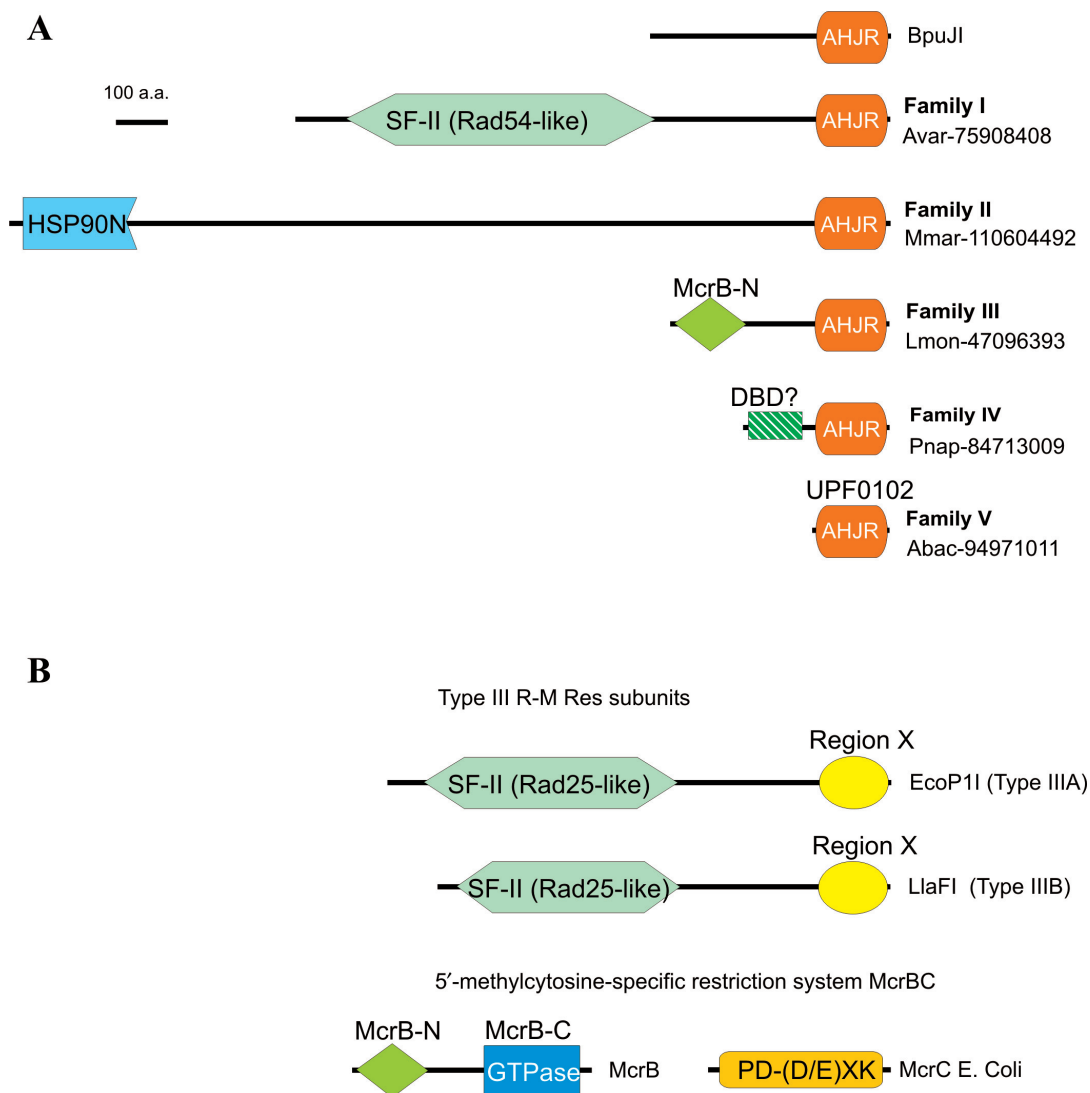 A
AHJR
BpuJI
100 a.a.
SF-II (Rad54-like)
AHJR
Family I
Avar-75908408
HSP90N
AHJR
Family II
Mmar-110604492
McrB-N
AHJR
Family III
Lmon-47096393
DBD?
AHJR
Family IV
Pnap-84713009
UPF0102
AHJR
Family V
Abac-94971011
B
Type III R-M Res subunits
Region X
SF-II (Rad25-like)
EcoP1I (Type IIIA)
Region X
SF-II (Rad25-like)
LlaFI (Type IIIB)
5′-methylcytosine-specific restriction system McrBC
McrB-N
McrB-C
GTPase
McrB
PD-(D/E)XK
McrC E. Coli